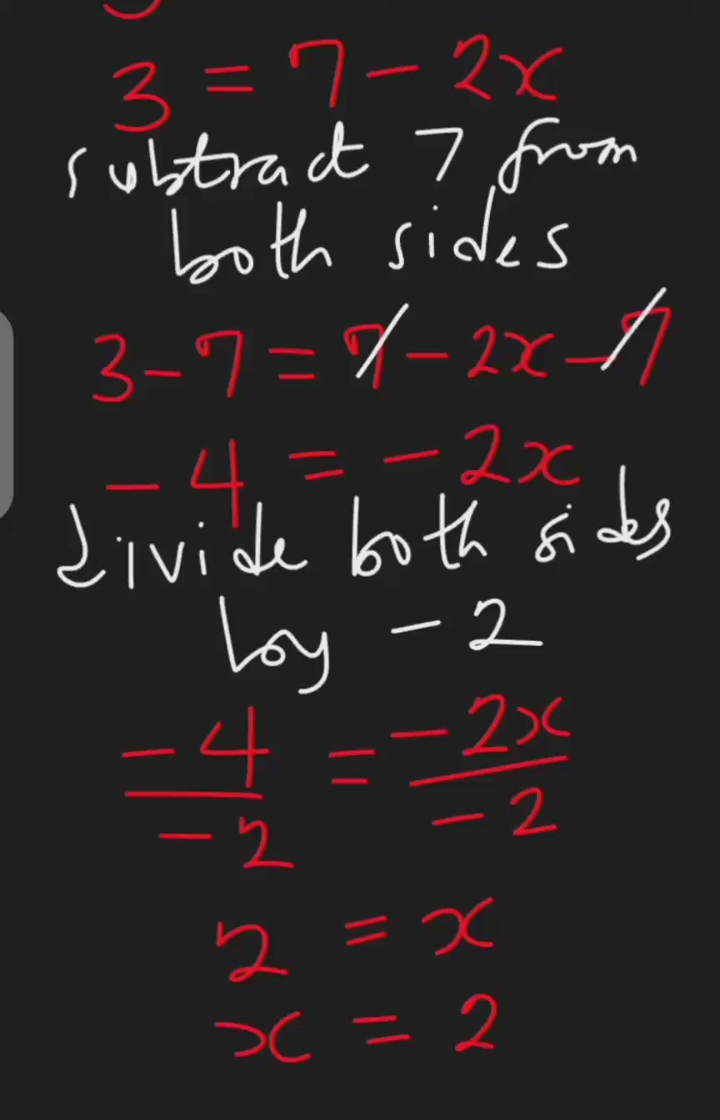 3 = 7 - 2x
subtract 7 from
both sides
3 - 7 = 7 - 2x - 7
- 4 = - 2x
divide both sides
by - 2
- 4 / - 2 = - 2x / - 2
2 = x
x = 2